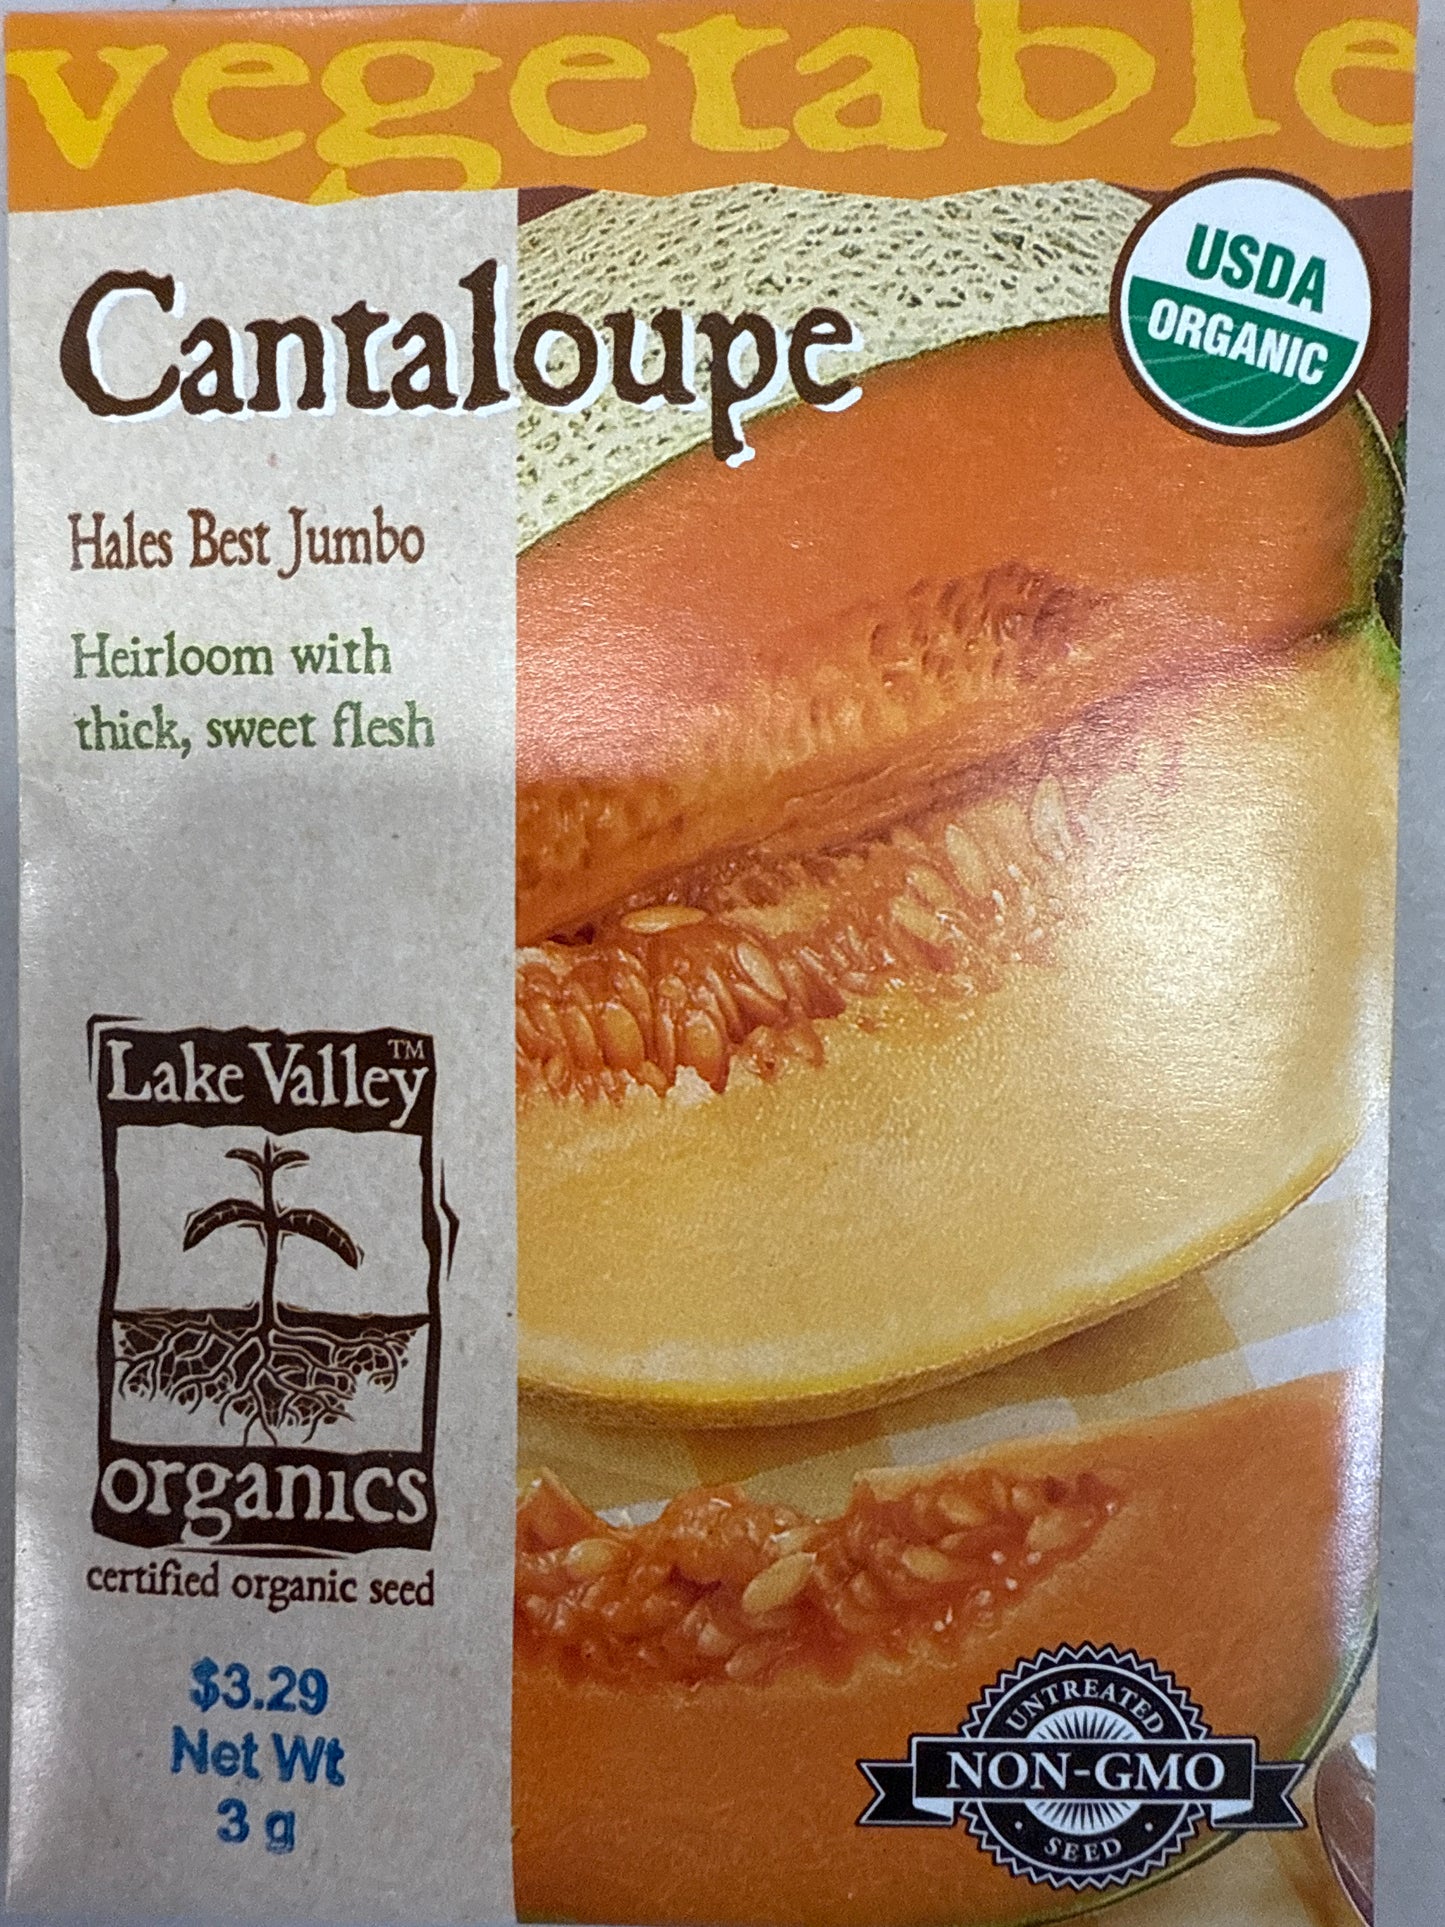 vegetable
Cantaloupe
USDA
ORGANIC
Hales Best Jumbo
Heirloom with
thick, sweet flesh
Lake Valley™
organics
certified organic seed
$3.29
Net Wt
3 g
UNTREATED
NON-GMO
SEED